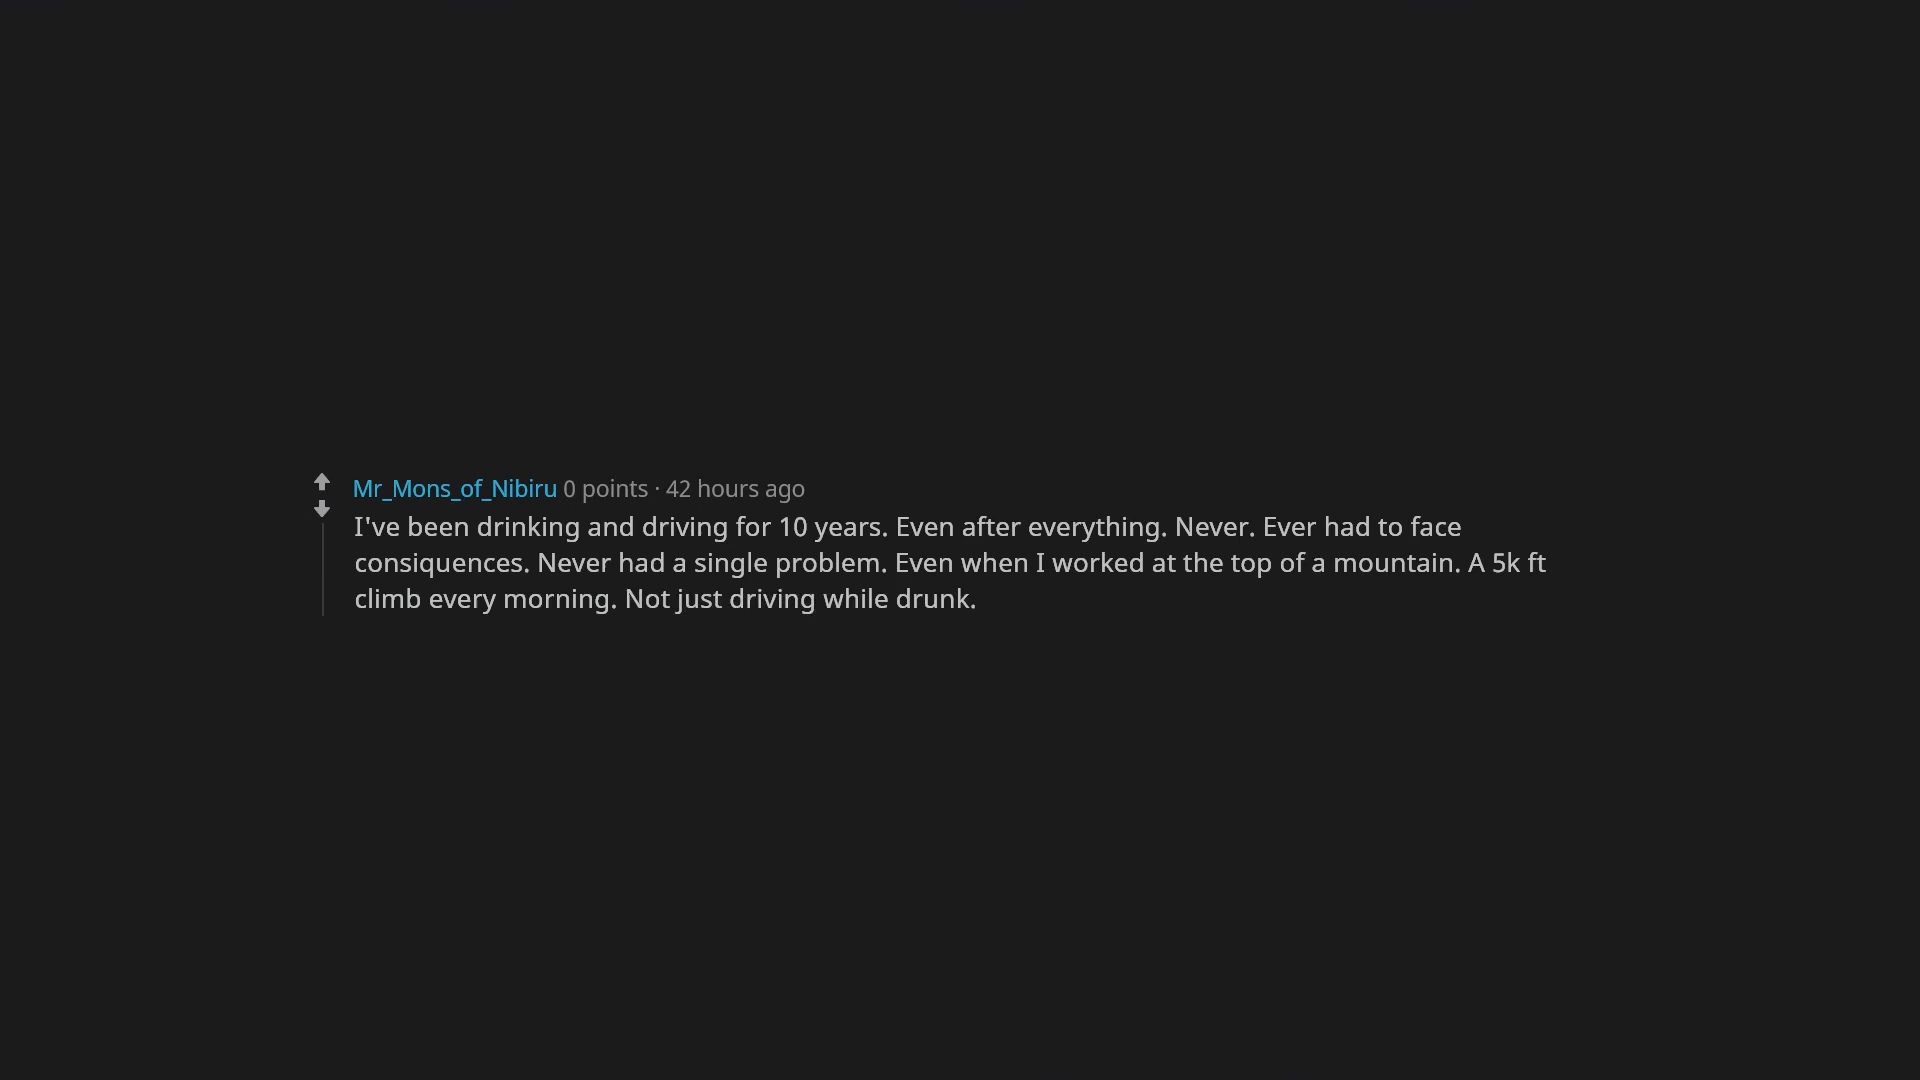 Mr_Mons_of_Nibiru 0 points · 42 hours ago
I've been drinking and driving for 10 years. Even after everything. Never. Ever had to face
consiquences. Never had a single problem. Even when I worked at the top of a mountain. A 5k ft
climb every morning. Not just driving while drunk.